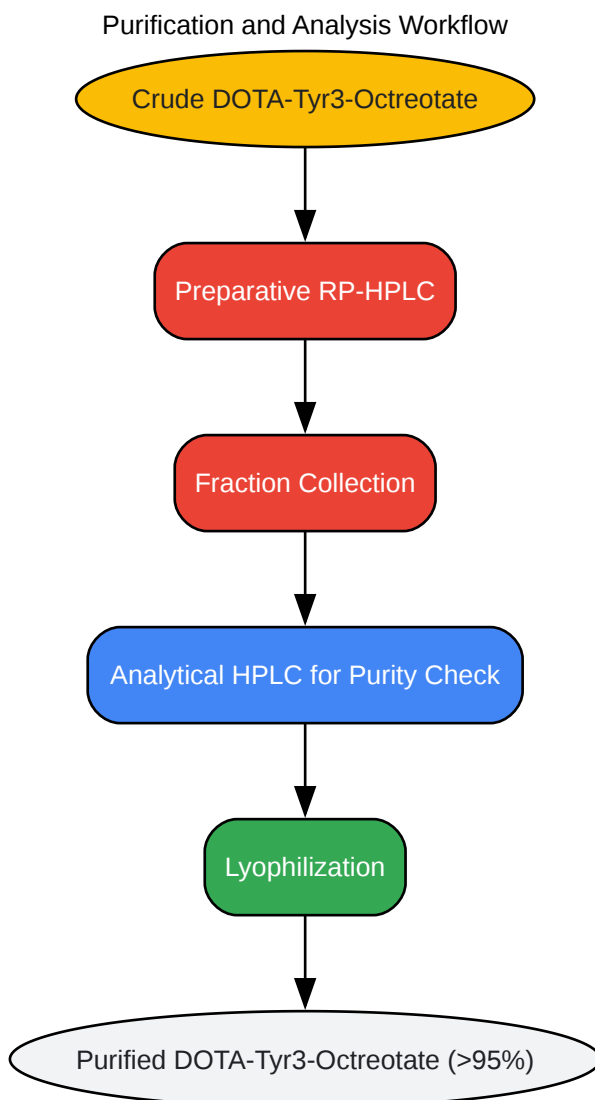 Purification and Analysis Workflow
Crude DOTA-Tyr3-Octreotate
Preparative RP-HPLC
Fraction Collection
Analytical HPLC for Purity Check
Lyophilization
Purified DOTA-Tyr3-Octreotate (>95%)